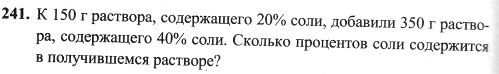 241. К 150 г раствора, содержащего 20% соли, добавили 350 г раство-
ра, содержащего 40% соли. Сколько процентов соли содержится
в получившемся растворе?